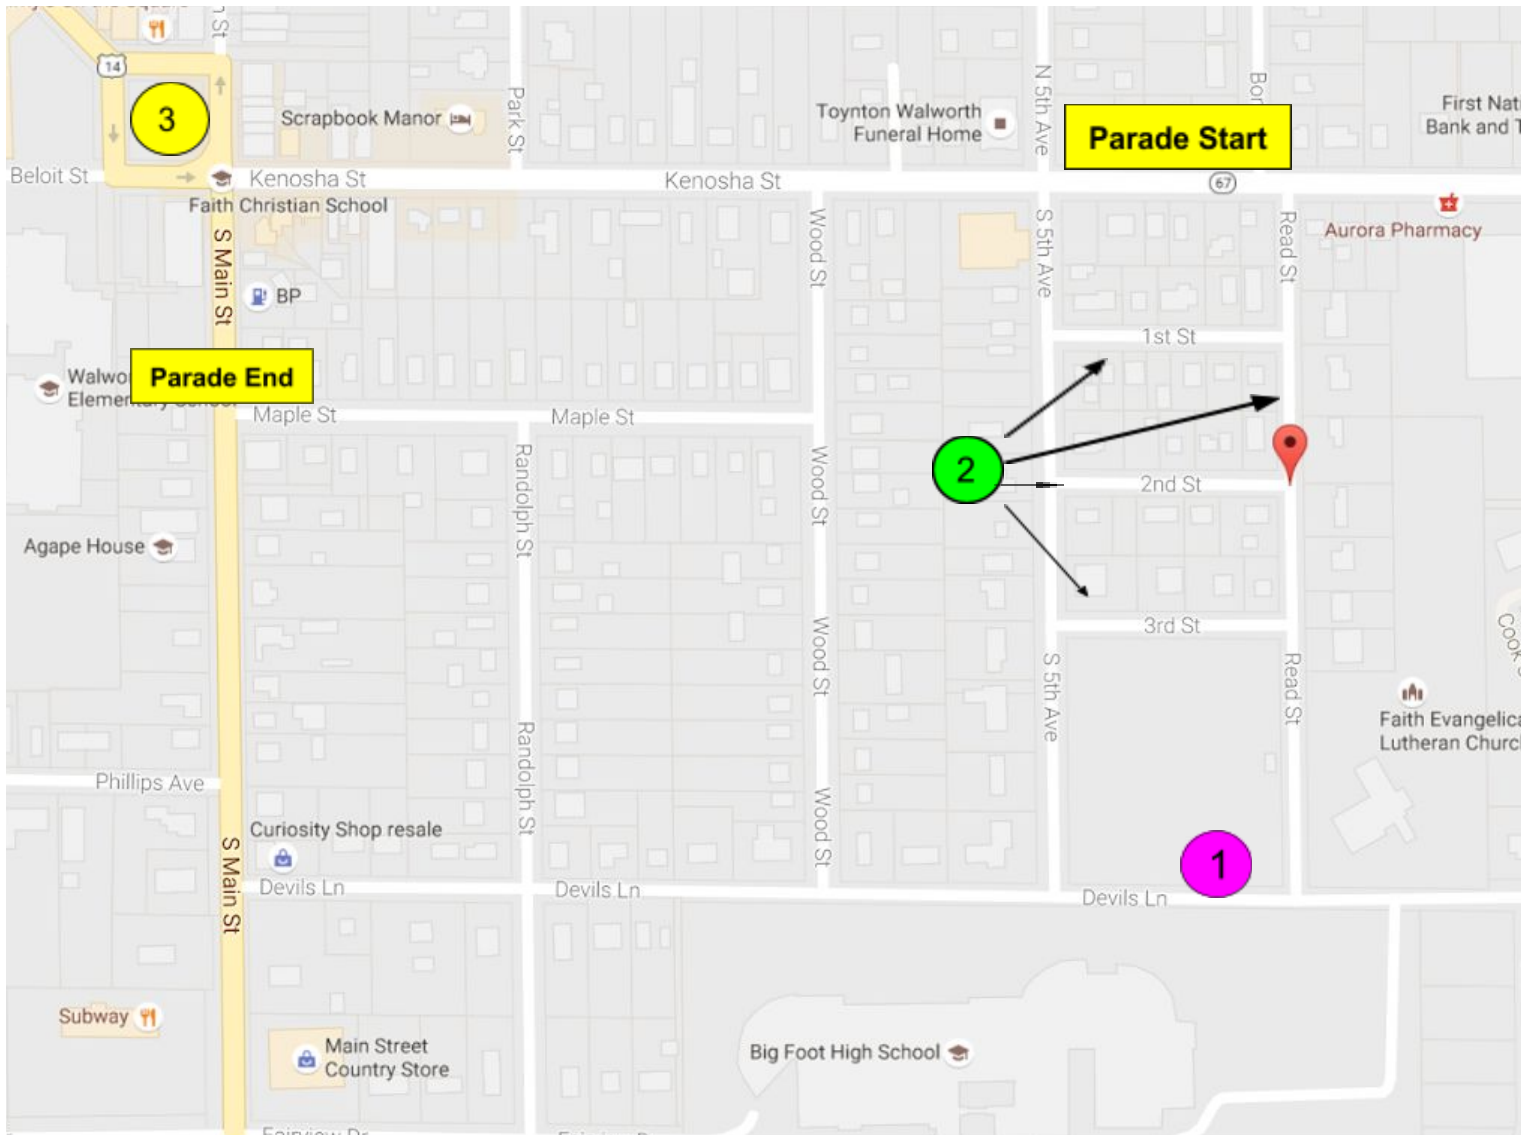 14
3
Scrapbook Manor
Park St
Toynton Walworth
Funeral Home
N 5th Ave
Parade Start
First Nati
Bank and T
Beloit St
Kenosha St
Kenosha St
67
Faith Christian School
Aurora Pharmacy
S Main St
Wood St
S 5th Ave
Read St
BP
1st St
Parade End
Walwo
Elementary School
Maple St
Maple St
2
2nd St
Randolph St
Wood St
Agape House
3rd St
Wood St
S 5th Ave
Read St
Cook
Faith Evangelica
Lutheran Churc
Phillips Ave
Randolph St
Wood St
Curiosity Shop resale
S Main St
1
Devils Ln
Devils Ln
Devils Ln
Subway
Main Street
Country Store
Big Foot High School